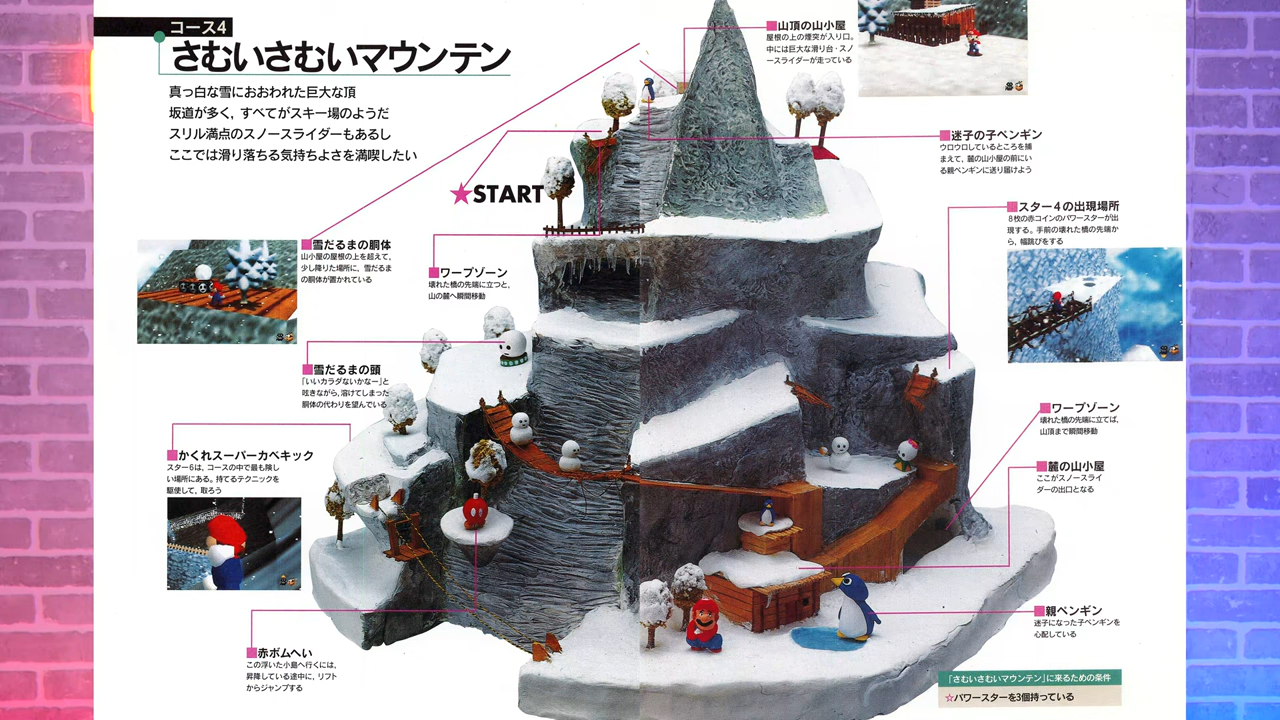 コース4
さむいさむいマウンテン
真っ白な雪におおわれた巨大な頂
坂道が多く，すべてがスキー場のようだ
スリル満点のスノースライダーもあるし
ここでは滑り落ちる気持ちよさを満喫したい
山頂の山小屋
屋根の上の煙突が入り口。
中には巨大な滑り台・スノ
ースライダーが走っている
迷子の子ペンギン
ウロウロしているところを捕
まえて，麓の山小屋の前にい
る親ペンギンに送り届けよう
★START
スター4の出現場所
8枚の赤コインのパワースターが出
現する。手前の壊れた橋の先端か
ら，幅跳びをする
雪だるまの胴体
山小屋の屋根の上を超えて，
少し降りた場所に，雪だるま
の胴体が置かれている
ワープゾーン
壊れた橋の先端に立つと，
山の麓へ瞬間移動
雪だるまの頭
「いいカラダないかなー」と
呟きながら，溶けてしまった
胴体の代わりを望んでいる
ワープゾーン
壊れた橋の先端に立てば，
山頂まで瞬間移動
かくれスーパーカベキック
スター6は，コースの中で最も険し
い場所にある。持てるテクニックを
駆使して，取ろう
麓の山小屋
ここがスノースライ
ダーの出口となる
親ペンギン
迷子になった子ペンギンを
心配している
赤ボムへい
この浮いた小島へ行くには，
昇降している途中に，リフト
からジャンプする
「さむいさむいマウンテン」に来るための条件
☆パワースターを3個持っている